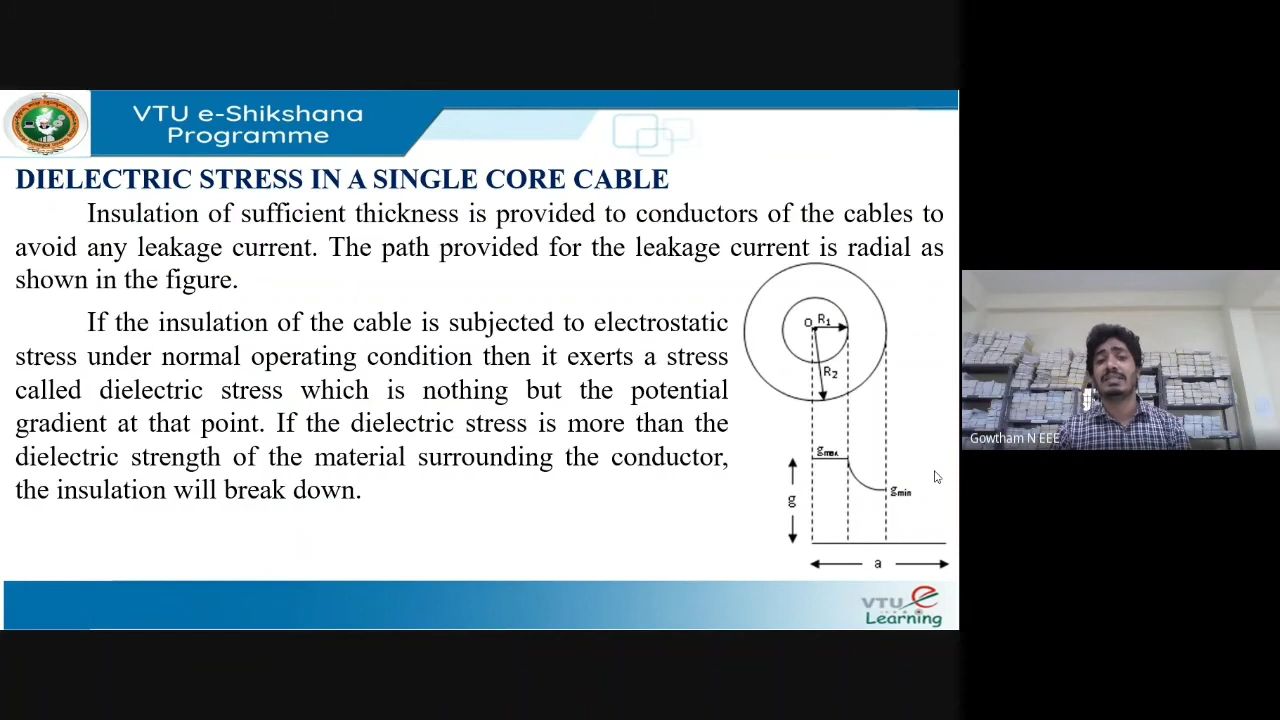 VTU e-Shikshana
Programme
DIELECTRIC STRESS IN A SINGLE CORE CABLE
Insulation of sufficient thickness is provided to conductors of the cables to
avoid any leakage current. The path provided for the leakage current is radial as
shown in the figure.
If the insulation of the cable is subjected to electrostatic
stress under normal operating condition then it exerts a stress
called dielectric stress which is nothing but the potential
gradient at that point. If the dielectric stress is more than the
dielectric strength of the material surrounding the conductor,
the insulation will break down.
O R1
R2
gmax
g
gmin
a
Gowtham N EEE
VTU e
Learning